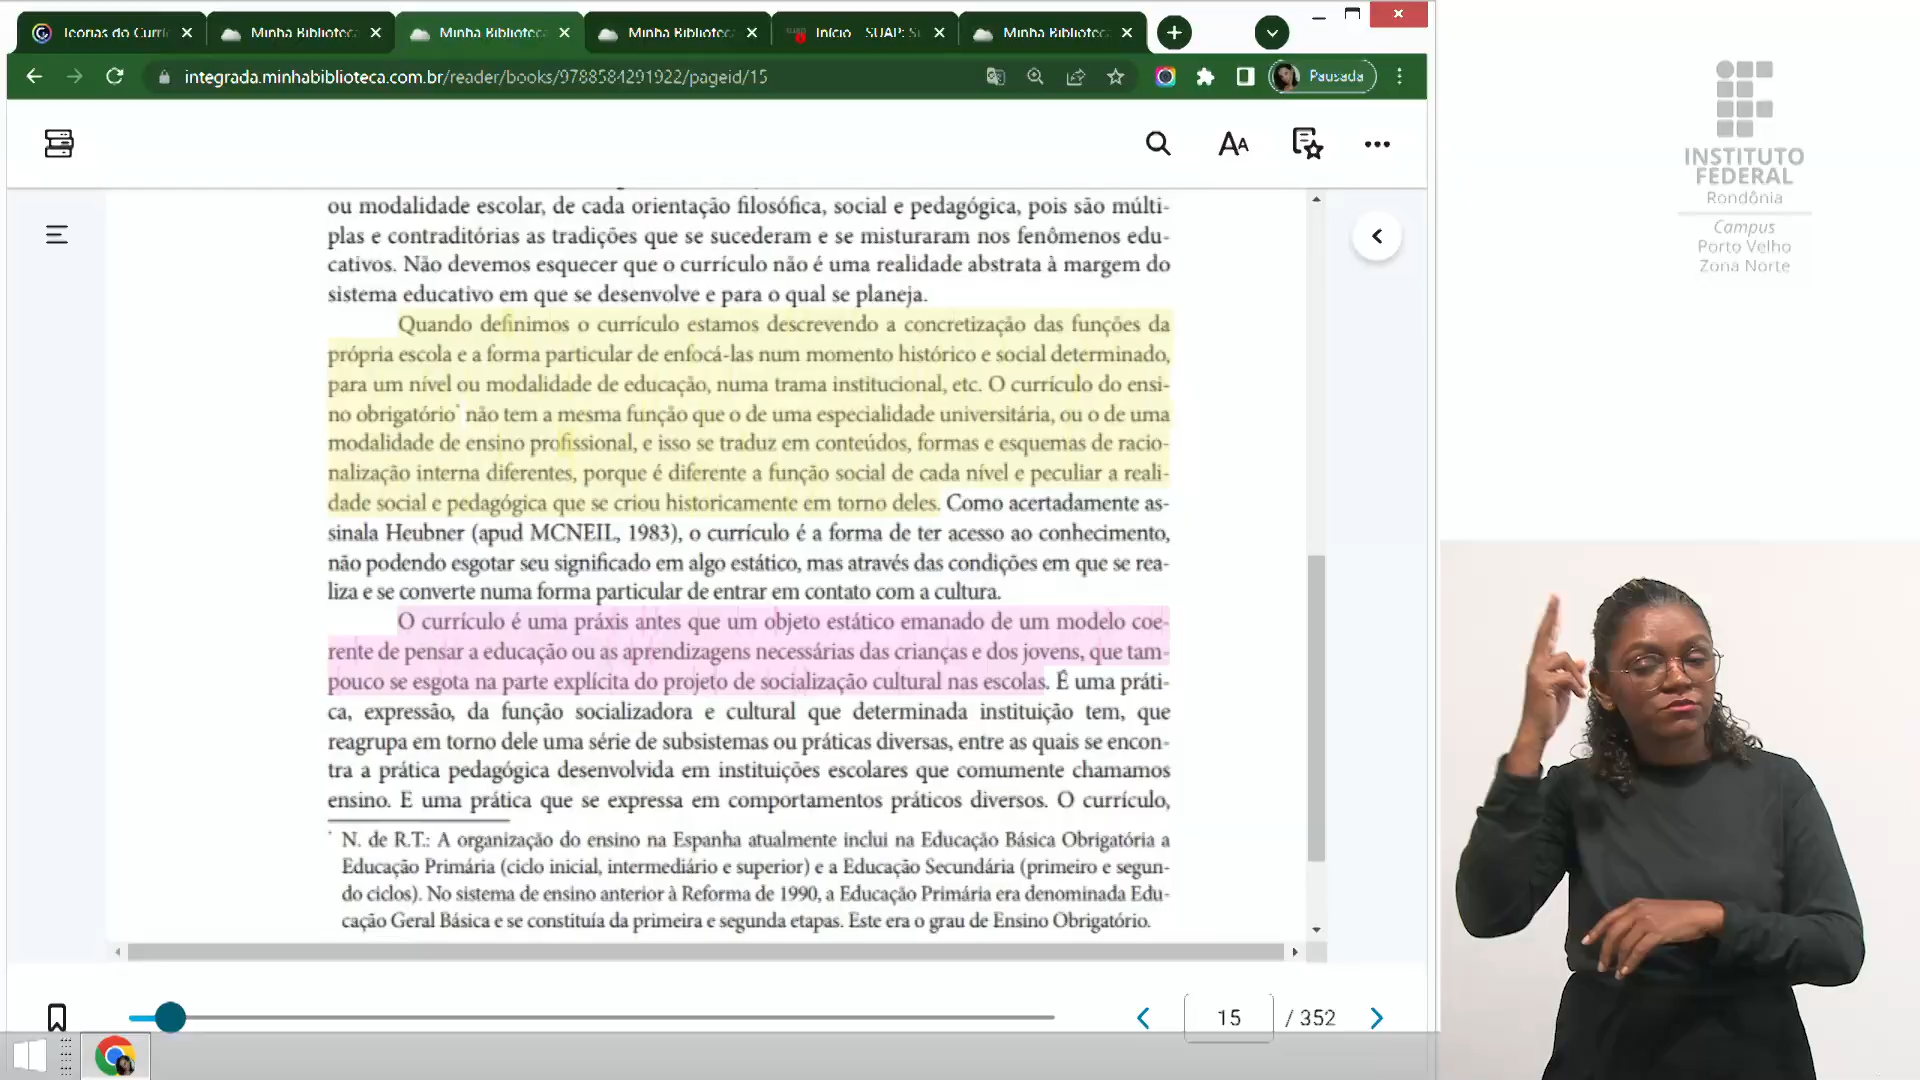 Teorias do Curríc
Minha Biblioteca
Minha Biblioteca
Minha Biblioteca
Início - SUAP: Si
Minha Biblioteca
integrada.minhabiblioteca.com.br/reader/books/9788584291922/pageid/15
Pausada
ou modalidade escolar, de cada orientação filosófica, social e pedagógica, pois são múlti-
plas e contraditórias as tradições que se sucederam e se misturaram nos fenômenos edu-
cativos. Não devemos esquecer que o currículo não é uma realidade abstrata à margem do
sistema educativo em que se desenvolve e para o qual se planeja.
Quando definimos o currículo estamos descrevendo a concretização das funções da
própria escola e a forma particular de enfocá-las num momento histórico e social determinado,
para um nível ou modalidade de educação, numa trama institucional, etc. O currículo do ensi-
no obrigatório* não tem a mesma função que o de uma especialidade universitária, ou o de uma
modalidade de ensino profissional, e isso se traduz em conteúdos, formas e esquemas de racio-
nalização interna diferentes, porque é diferente a função social de cada nível e peculiar a reali-
dade social e pedagógica que se criou historicamente em torno deles. Como acertadamente as-
sinala Heubner (apud MCNEIL, 1983), o currículo é a forma de ter acesso ao conhecimento,
não podendo esgotar seu significado em algo estático, mas através das condições em que se rea-
liza e se converte numa forma particular de entrar em contato com a cultura.
O currículo é uma práxis antes que um objeto estático emanado de um modelo coe-
rente de pensar a educação ou as aprendizagens necessárias das crianças e dos jovens, que tam-
pouco se esgota na parte explícita do projeto de socialização cultural nas escolas. É uma práti-
ca, expressão, da função socializadora e cultural que determinada instituição tem, que
reagrupa em torno dele uma série de subsistemas ou práticas diversas, entre as quais se encon-
tra a prática pedagógica desenvolvida em instituições escolares que comumente chamamos
ensino. E uma prática que se expressa em comportamentos práticos diversos. O currículo,
* N. de R.T.: A organização do ensino na Espanha atualmente inclui na Educação Básica Obrigatória a
Educação Primária (ciclo inicial, intermediário e superior) e a Educação Secundária (primeiro e segun-
do ciclos). No sistema de ensino anterior à Reforma de 1990, a Educação Primária era denominada Edu-
cação Geral Básica e se constituía da primeira e segunda etapas. Este era o grau de Ensino Obrigatório.
15 / 352
INSTITUTO
FEDERAL
Rondônia
Campus
Porto Velho
Zona Norte